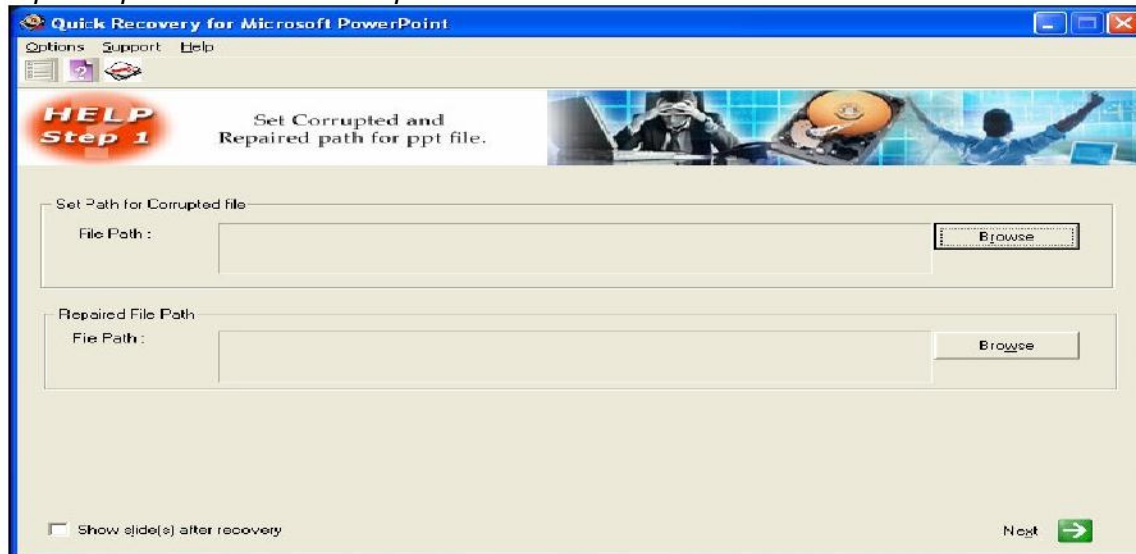 Quick Recovery for Microsoft PowerPoint
Options Support Help
HELP
Step 1
Set Corrupted and
Repaired path for ppt file.
Set Path for Corrupted file
File Path :
Browse
Repaired File Path
File Path :
Browse
Show slide(s) after recovery
Next